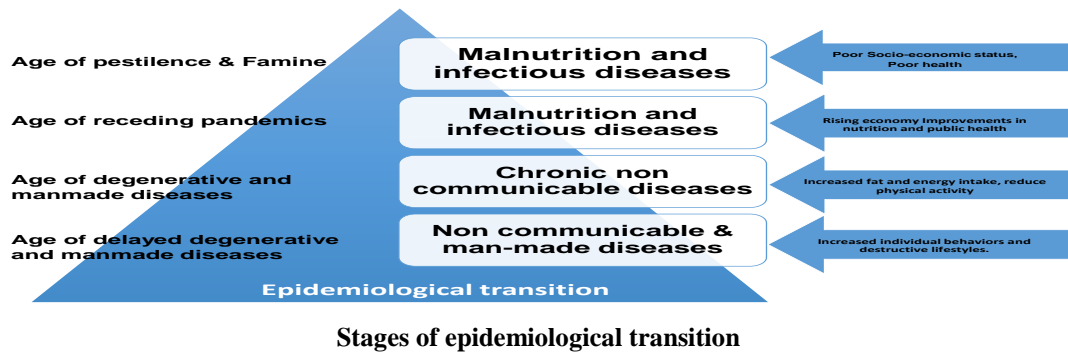 Age of pestilence & Famine
Malnutrition and
infectious diseases
Poor Socio-economic status,
Poor health
Age of receding pandemics
Malnutrition and
infectious diseases
Rising economy Improvements in
nutrition and public health
Age of degenerative and
manmade diseases
Chronic non
communicable diseases
Increased fat and energy intake, reduce
physical activity
Age of delayed degenerative
and manmade diseases
Non communicable &
man-made diseases
Increased individual behaviors and
destructive lifestyles.
Epidemiological transition
Stages of epidemiological transition